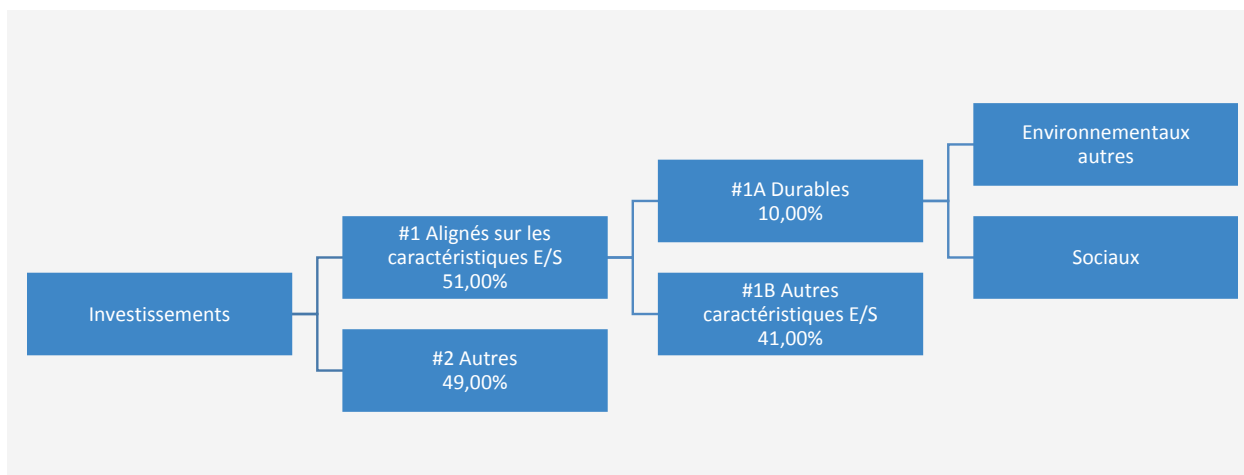 Investissements
#1 Alignés sur les
caractéristiques E/S
51,00%
#2 Autres
49,00%
#1A Durables
10,00%
#1B Autres
caractéristiques E/S
41,00%
Environnementaux
autres
Sociaux